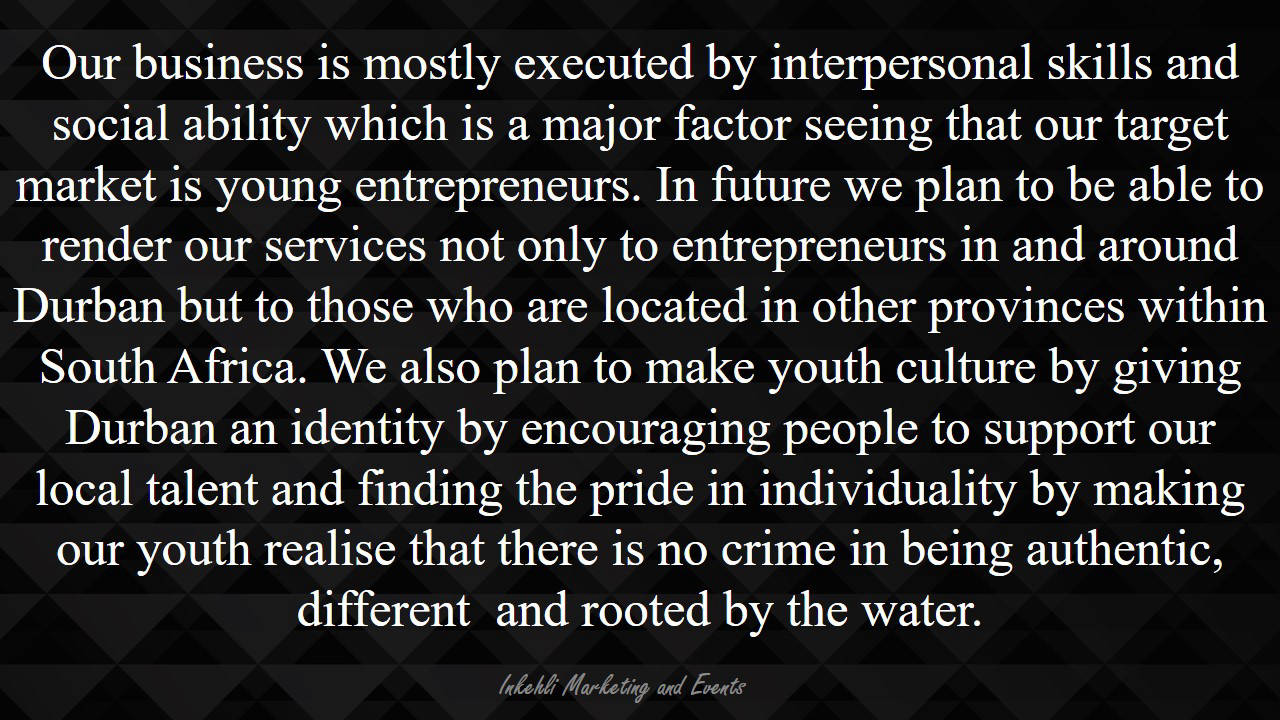 Our business is mostly executed by interpersonal skills and
social ability which is a major factor seeing that our target
market is young entrepreneurs. In future we plan to be able to
render our services not only to entrepreneurs in and around
Durban but to those who are located in other provinces within
South Africa. We also plan to make youth culture by giving
Durban an identity by encouraging people to support our
local talent and finding the pride in individuality by making
our youth realise that there is no crime in being authentic,
different  and rooted by the water.
Inkehli Marketing and Events